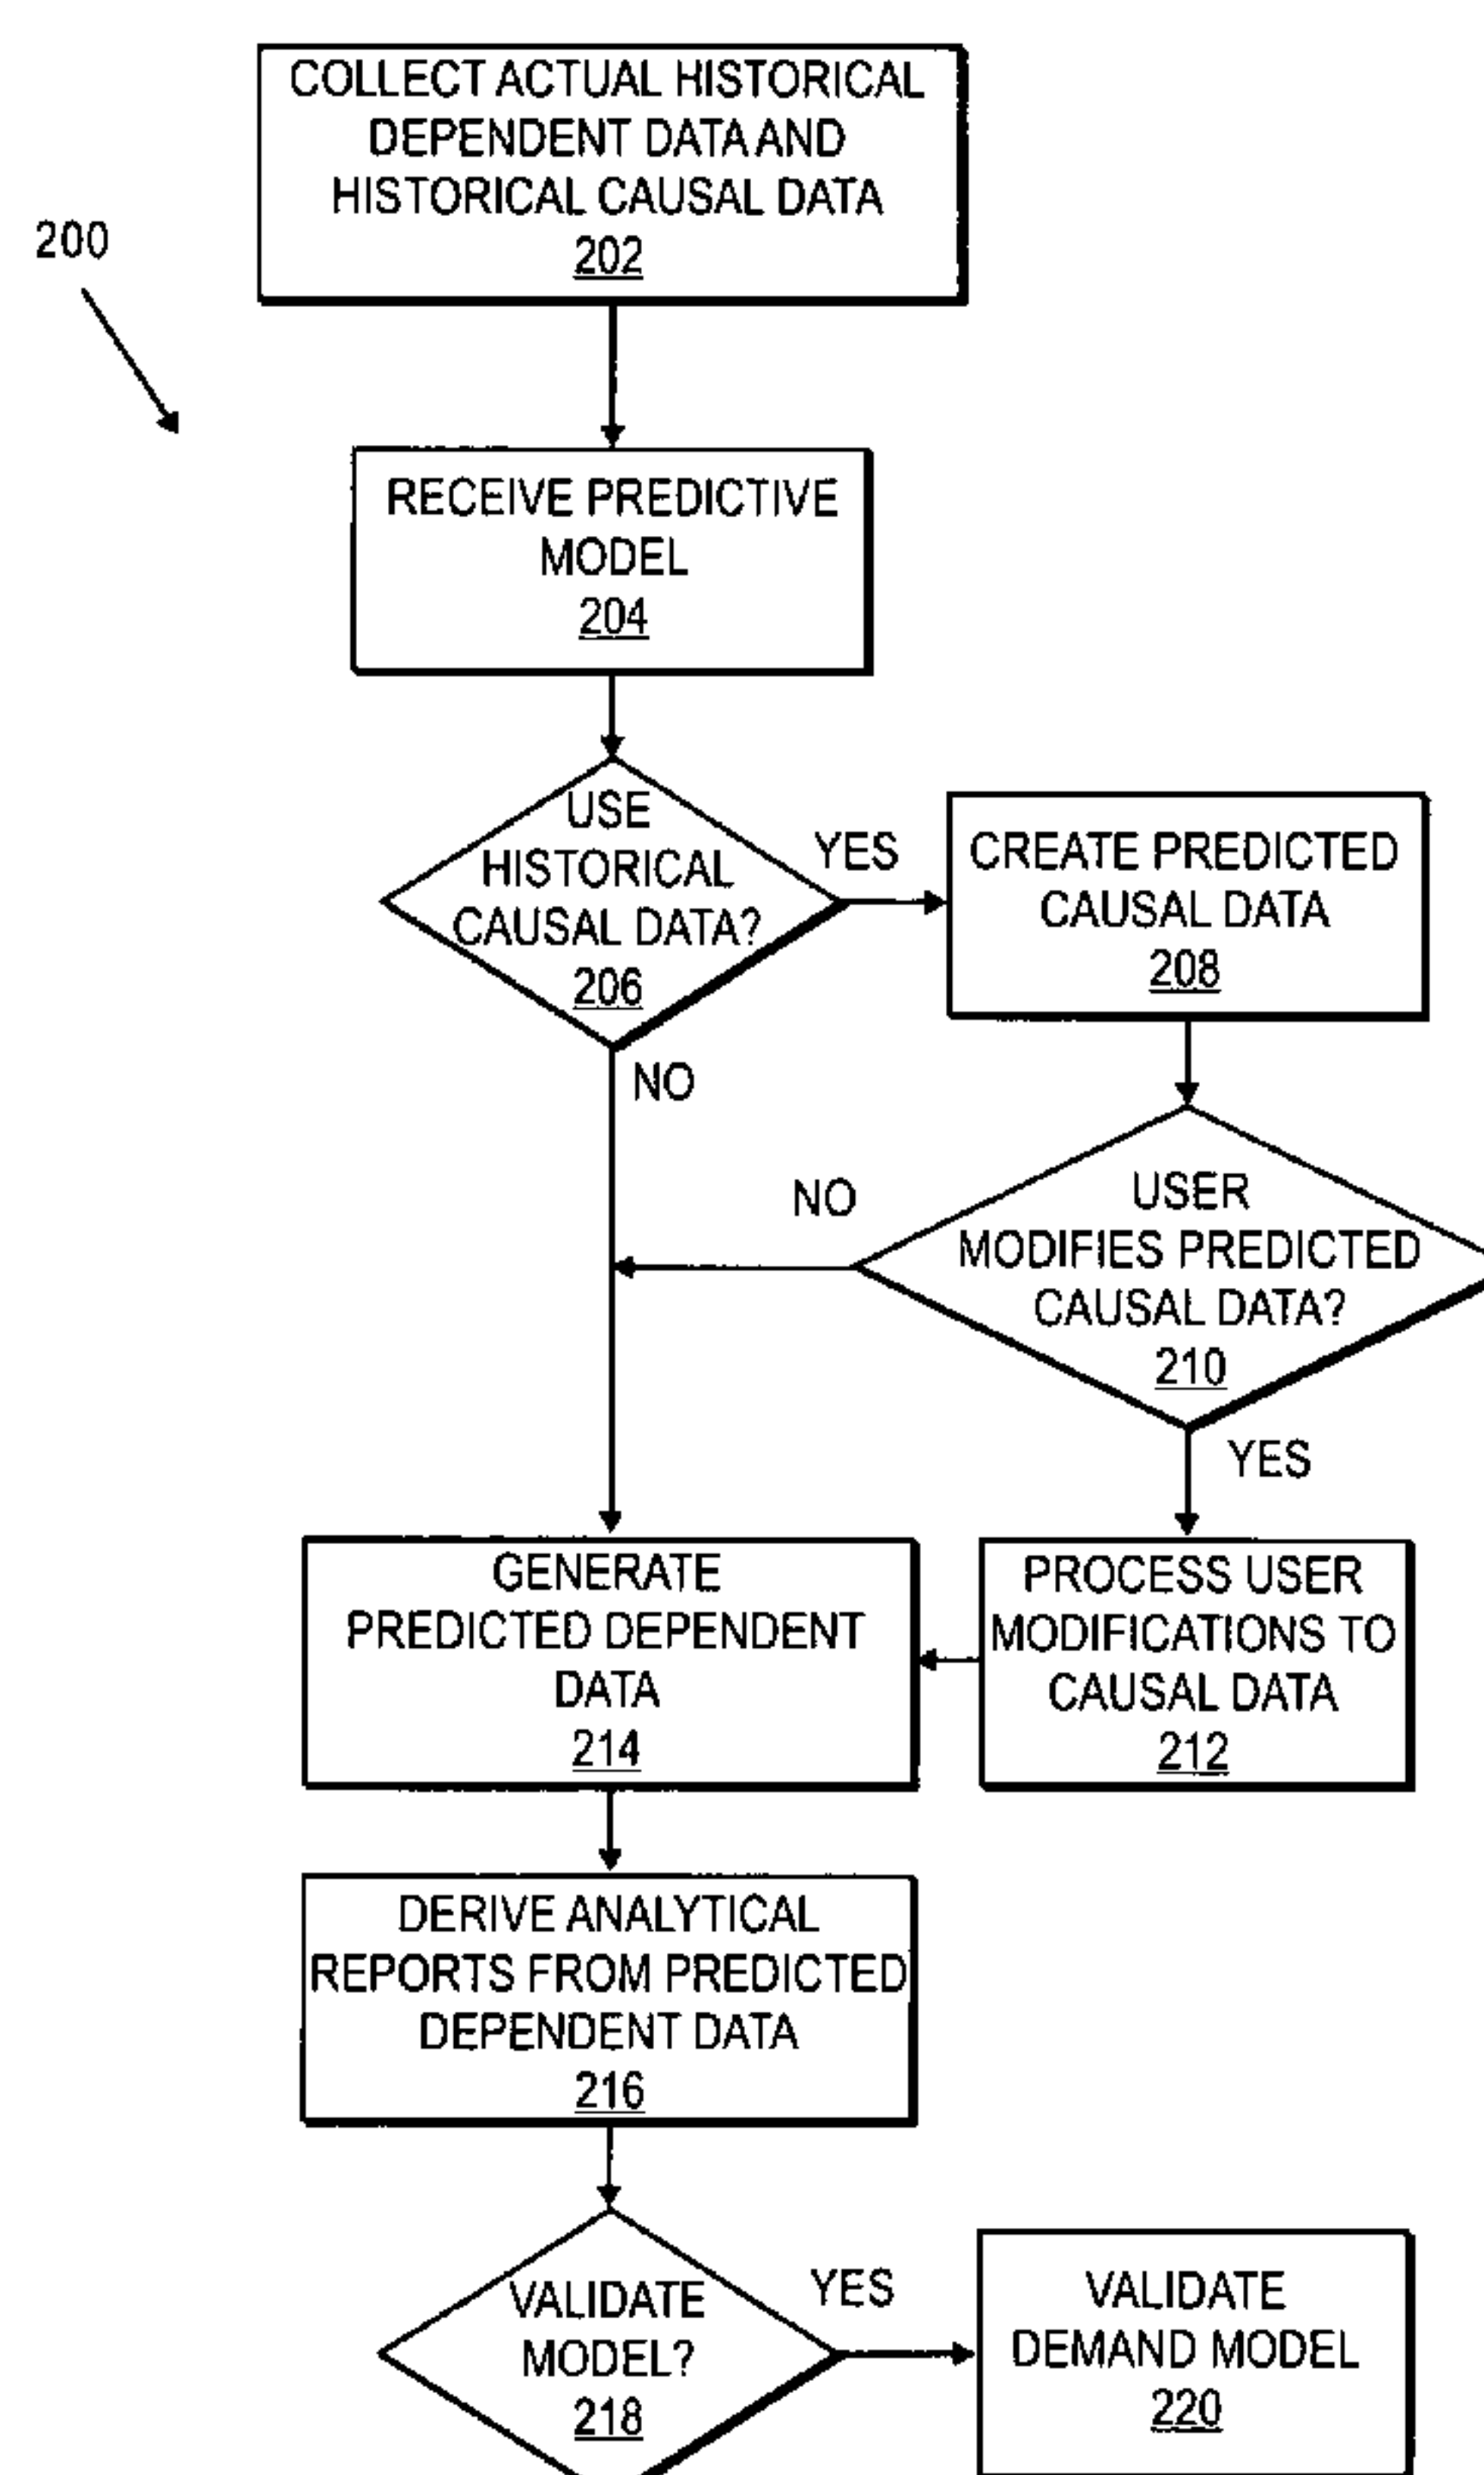 COLLECT ACTUAL HISTORICAL
DEPENDENT DATA AND
HISTORICAL CAUSAL DATA
202
200
RECEIVE PREDICTIVE
MODEL
204
USE
HISTORICAL
CAUSAL DATA?
206
YES
CREATE PREDICTED
CAUSAL DATA
208
NO
USER
MODIFIES PREDICTED
CAUSAL DATA?
210
NO
YES
PROCESS USER
MODIFICATIONS TO
CAUSAL DATA
212
GENERATE
PREDICTED DEPENDENT
DATA
214
DERIVE ANALYTICAL
REPORTS FROM PREDICTED
DEPENDENT DATA
216
VALIDATE
MODEL?
218
YES
VALIDATE
DEMAND MODEL
220